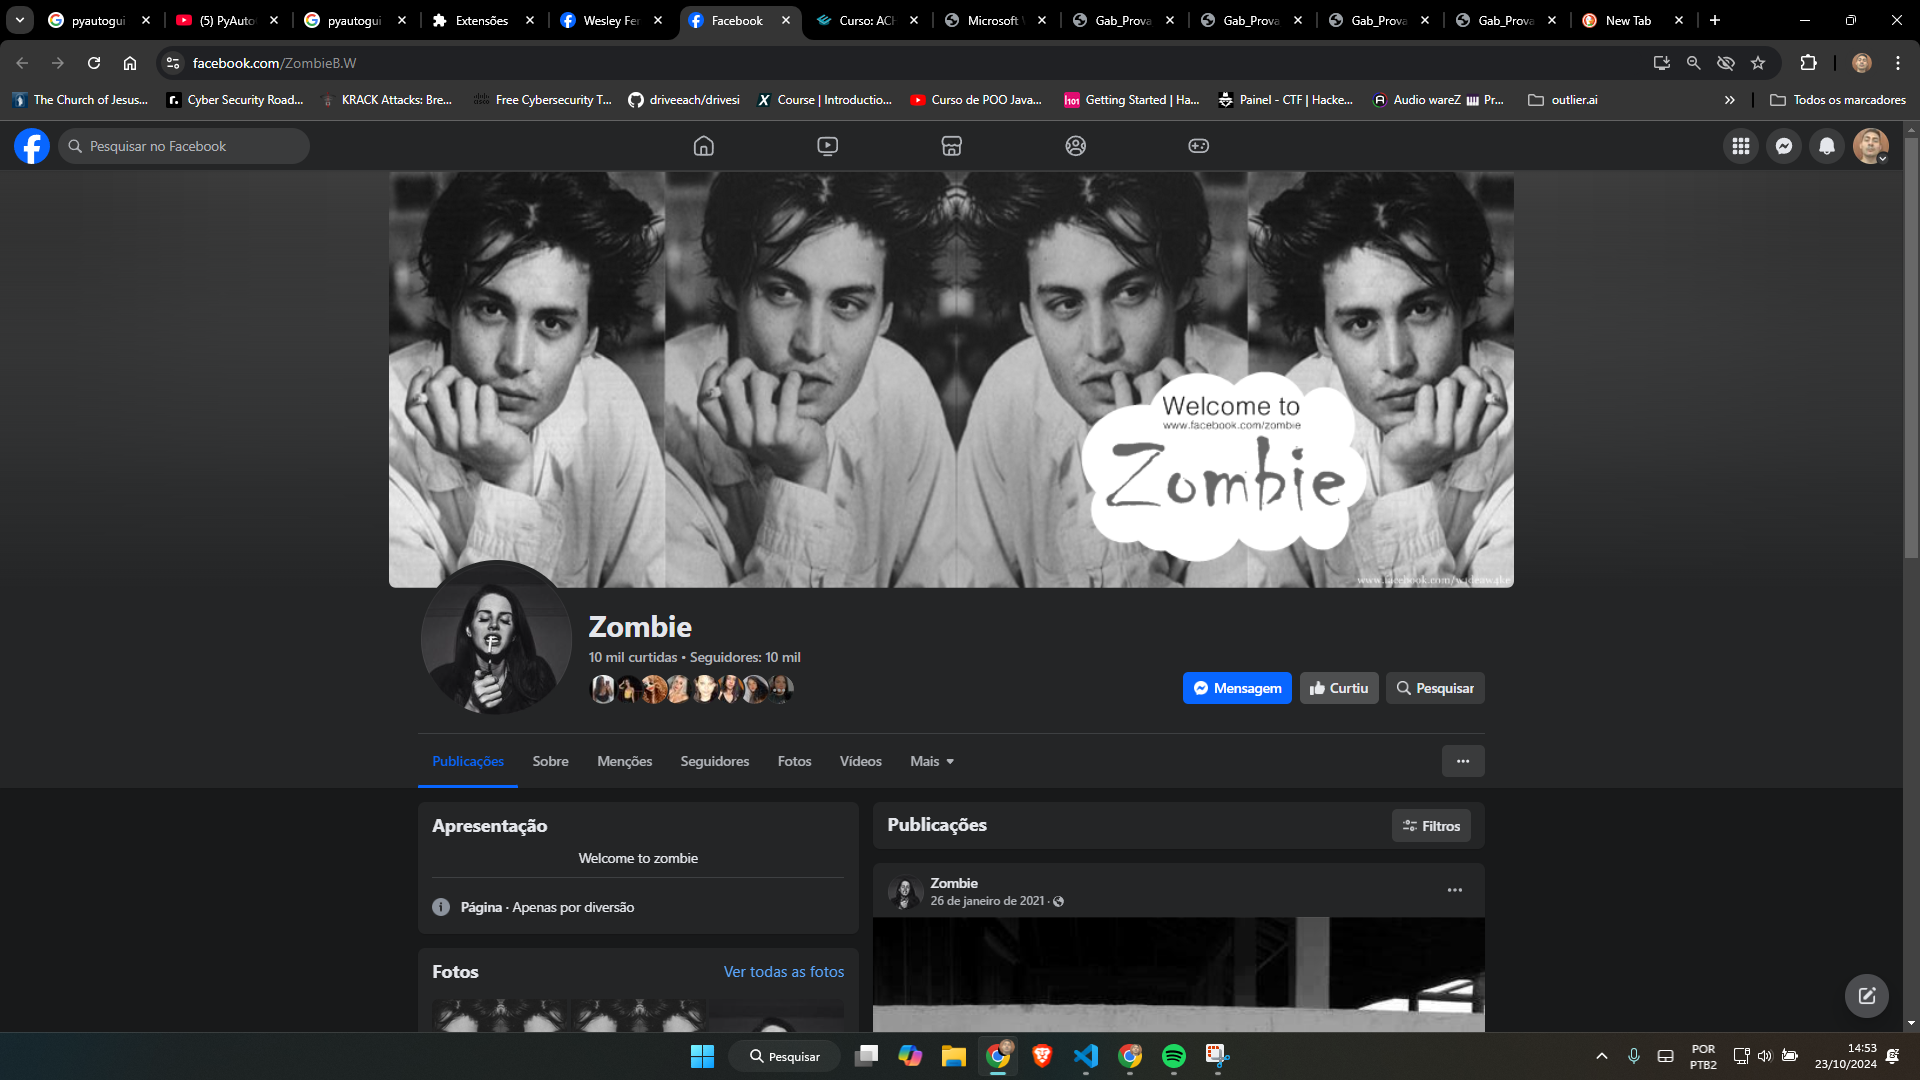 pyautogui
(5) PyAuto
pyautogui
Extensões
Wesley Fer
Facebook
Curso: ACH
Microsoft
Gab_Prova
Gab_Prova
Gab_Prova
Gab_Prova
New Tab
facebook.com/ZombieB.W
The Church of Jesus...
Cyber Security Road...
KRACK Attacks: Bre...
Free Cybersecurity T...
driveeach/drivesi
Course | Introductio...
Curso de POO Java...
Getting Started | Ha...
Painel - CTF | Hacke...
Audio wareZ Pr...
outlier.ai
Todos os marcadores
Pesquisar no Facebook
Welcome to
www.facebook.com/zombie
Zombie
Zombie
10 mil curtidas • Seguidores: 10 mil
Mensagem
Curtiu
Pesquisar
Publicações
Sobre
Menções
Seguidores
Fotos
Vídeos
Mais
Apresentação
Welcome to zombie
Página · Apenas por diversão
Fotos
Ver todas as fotos
Publicações
Filtros
Zombie
26 de janeiro de 2021 ·
Pesquisar
POR
PTB2
14:53
23/10/2024